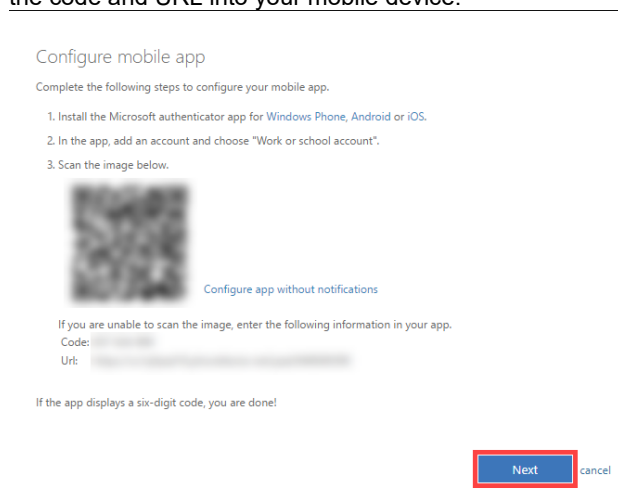 the code and URL into your mobile device.
Configure mobile app
Complete the following steps to configure your mobile app.
1. Install the Microsoft authenticator app for Windows Phone, Android or iOS.
2. In the app, add an account and choose "Work or school account".
3. Scan the image below.
Configure app without notifications
If you are unable to scan the image, enter the following information in your app.
Code:
Url:
If the app displays a six-digit code, you are done!
Next cancel